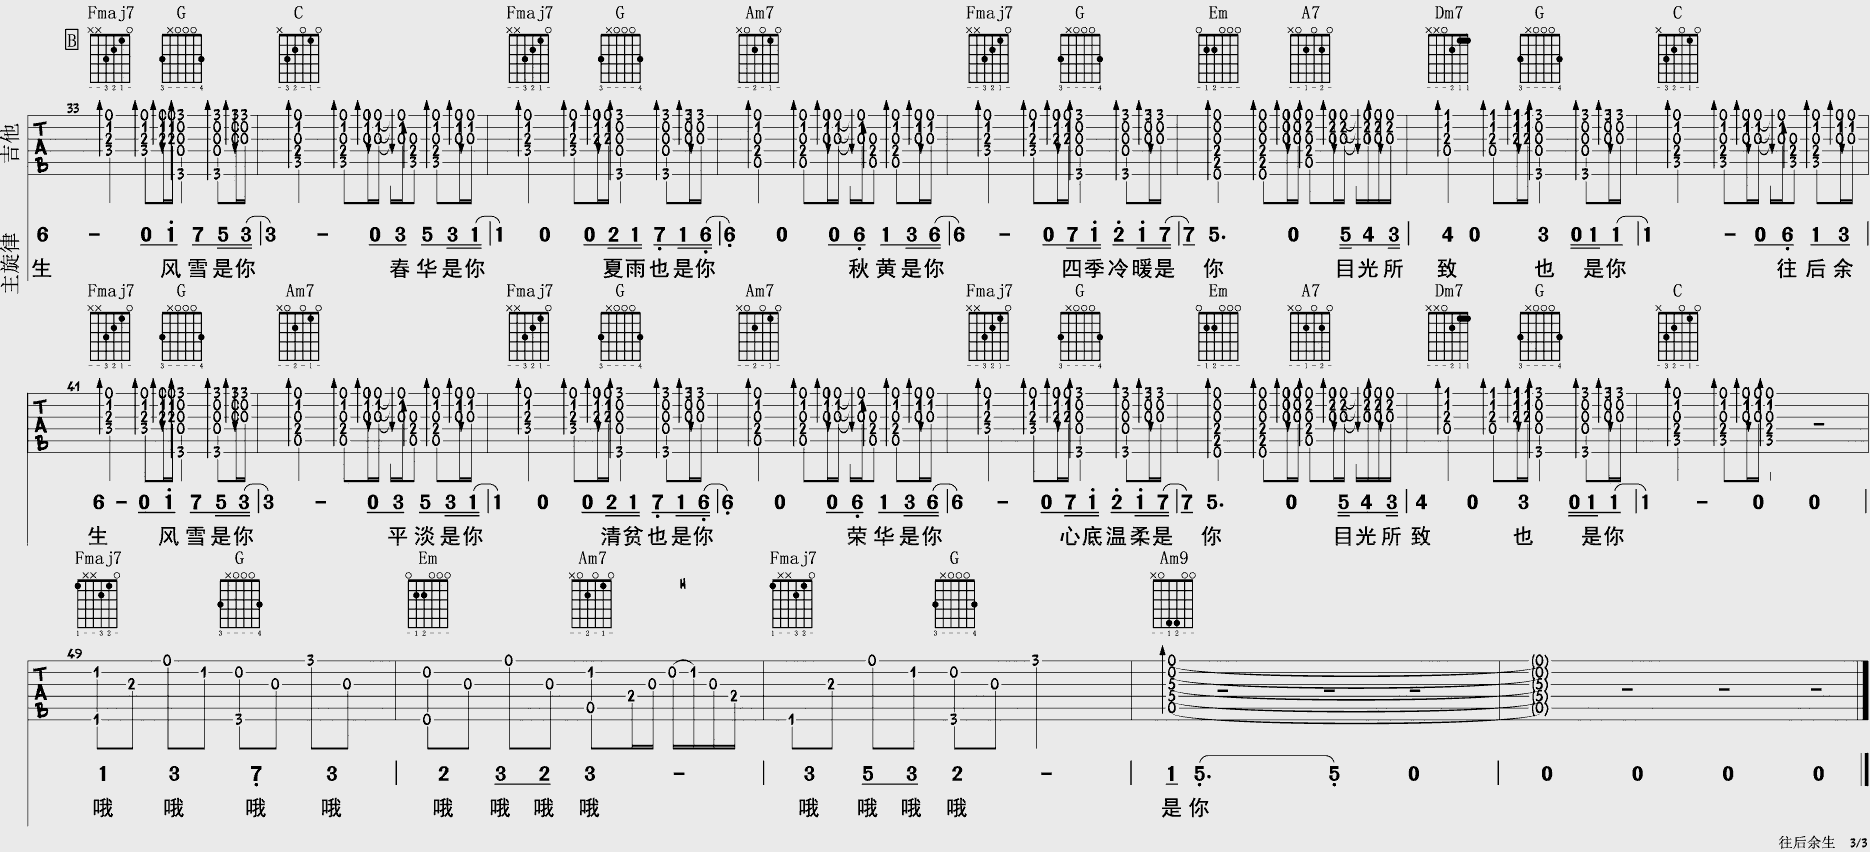 Fmaj7 G C Fmaj7 G Am7 Fmaj7 G Em A7 Dm7 G C
B
33
吉他
TAB
主旋律
6 - 0 1 7 5 3 | 3 - 0 3 5 3 1 | 1 0 0 2 1 7 1 6 | 6 0 0 6 1 3 6 | 6 - 0 7 1 2 1 7 | 7 5. 0 5 4 3 | 4 0 3 0 1 1 | 1 - 0 6 1 3 |
生 风雪是你 春华是你 夏雨也是你 秋黄是你 四季冷暖是 你 目光所 致 也 是你 往后余
Fmaj7 G Am7 Fmaj7 G Am7 Fmaj7 G Em A7 Dm7 G C
41
TAB
6 - 0 1 7 5 3 | 3 - 0 3 5 3 1 | 1 0 0 2 1 7 1 6 | 6 0 0 6 1 3 6 | 6 - 0 7 1 2 1 7 | 7 5. 0 5 4 3 | 4 0 3 0 1 1 | 1 - 0 0 |
生 风雪是你 平淡是你 清贫也是你 荣华是你 心底温柔是 你 目光所 致 也 是你
Fmaj7 G Em Am7 H Fmaj7 G Am9
49
TAB
1 3 7 3 | 2 3 2 3 - | 3 5 3 2 - | 1 5. 5 0 | 0 0 0 0
哦 哦 哦 哦 哦 哦 哦 哦 哦 哦 哦 哦 是你
往后余生 3/3